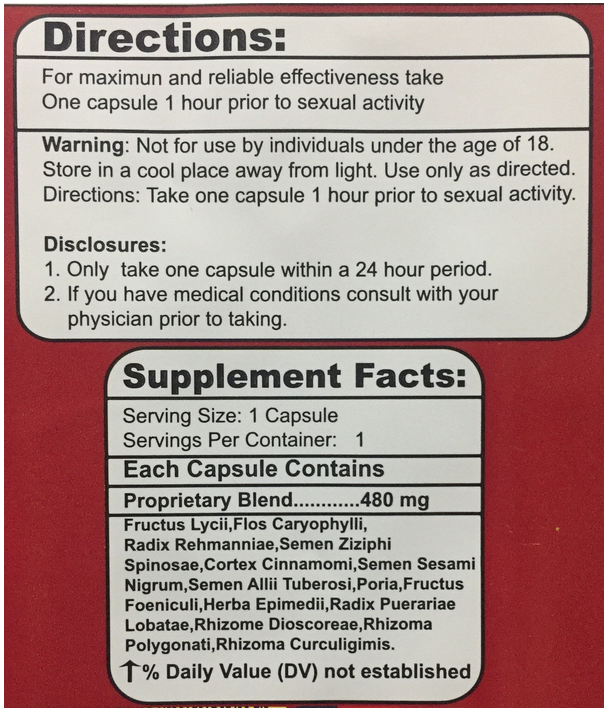 Directions:
For maximun and reliable effectiveness take
One capsule 1 hour prior to sexual activity
Warning: Not for use by individuals under the age of 18.
Store in a cool place away from light. Use only as directed.
Directions: Take one capsule 1 hour prior to sexual activity.
Disclosures:
1. Only take one capsule within a 24 hour period.
2. If you have medical conditions consult with your
physician prior to taking.
Supplement Facts:
Serving Size: 1 Capsule
Servings Per Container: 1
Each Capsule Contains
Proprietary Blend............480 mg
Fructus Lycii,Flos Caryophylli,
Radix Rehmanniae,Semen Ziziphi
Spinosae,Cortex Cinnamomi,Semen Sesami
Nigrum,Semen Allii Tuberosi,Poria,Fructus
Foeniculi,Herba Epimedii,Radix Puerariae
Lobatae,Rhizome Dioscoreae,Rhizoma
Polygonati,Rhizoma Curculigimis.
↑% Daily Value (DV) not established